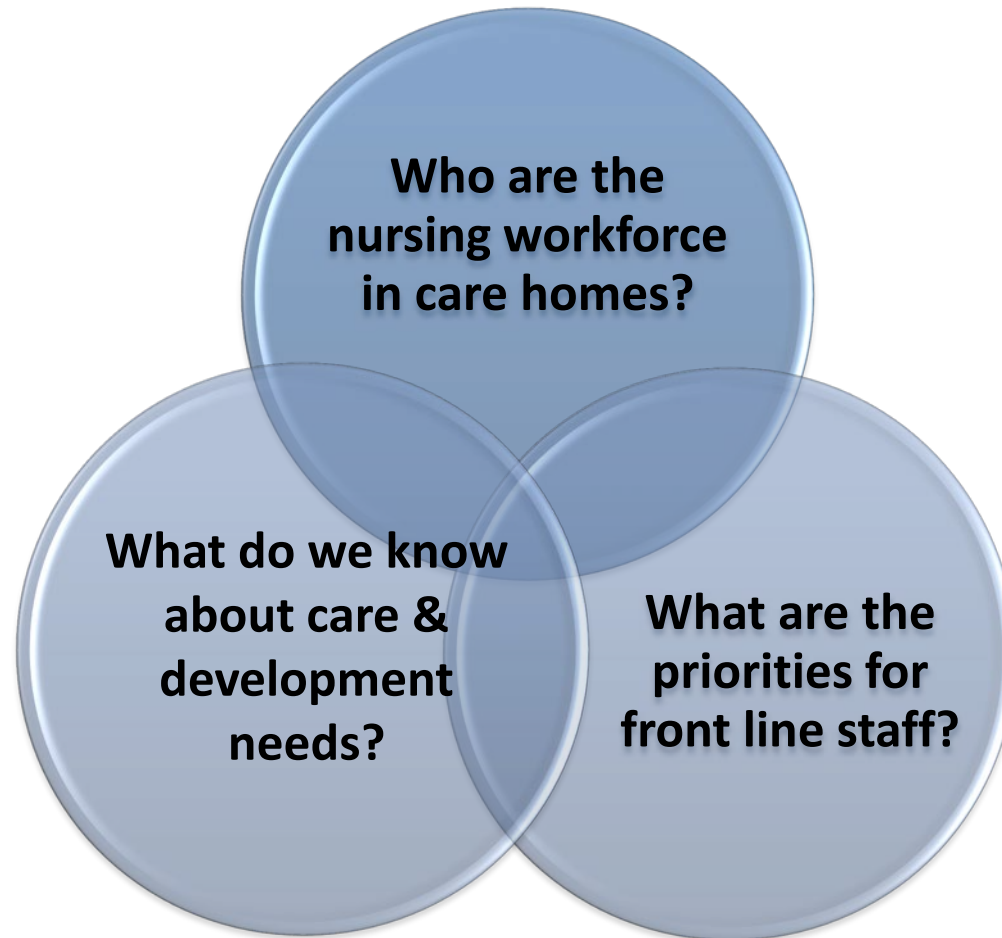 Who are the
nursing workforce
in care homes?
What do we know
about care &
development
needs?
What are the
priorities for
front line staff?